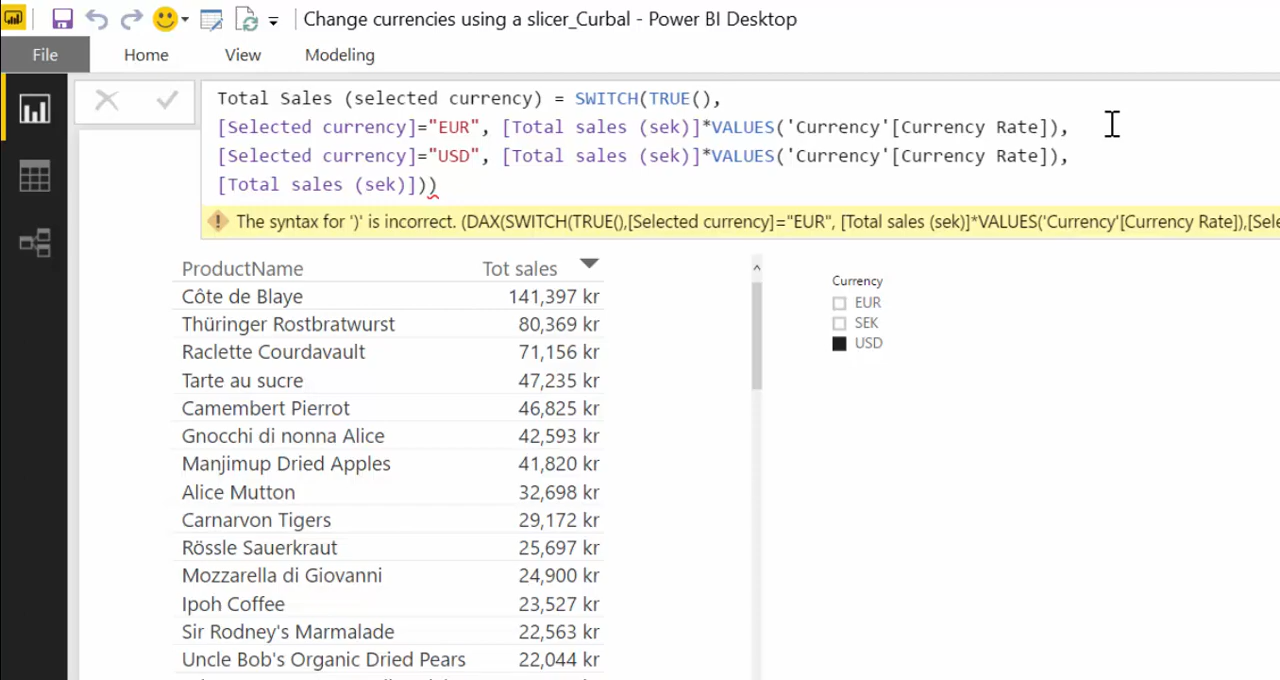 Change currencies using a slicer_Curbal - Power BI Desktop
File Home View Modeling
Total Sales (selected currency) = SWITCH(TRUE(),
[Selected currency]="EUR", [Total sales (sek)]*VALUES('Currency'[Currency Rate]),
[Selected currency]="USD", [Total sales (sek)]*VALUES('Currency'[Currency Rate]),
[Total sales (sek)]))
The syntax for ')' is incorrect. (DAX(SWITCH(TRUE(),[Selected currency]="EUR", [Total sales (sek)]*VALUES('Currency'[Currency Rate]),[Sele
ProductName Tot sales
Côte de Blaye 141,397 kr
Thüringer Rostbratwurst 80,369 kr
Raclette Courdavault 71,156 kr
Tarte au sucre 47,235 kr
Camembert Pierrot 46,825 kr
Gnocchi di nonna Alice 42,593 kr
Manjimup Dried Apples 41,820 kr
Alice Mutton 32,698 kr
Carnarvon Tigers 29,172 kr
Rössle Sauerkraut 25,697 kr
Mozzarella di Giovanni 24,900 kr
Ipoh Coffee 23,527 kr
Sir Rodney's Marmalade 22,563 kr
Uncle Bob's Organic Dried Pears 22,044 kr
Currency
EUR
SEK
USD